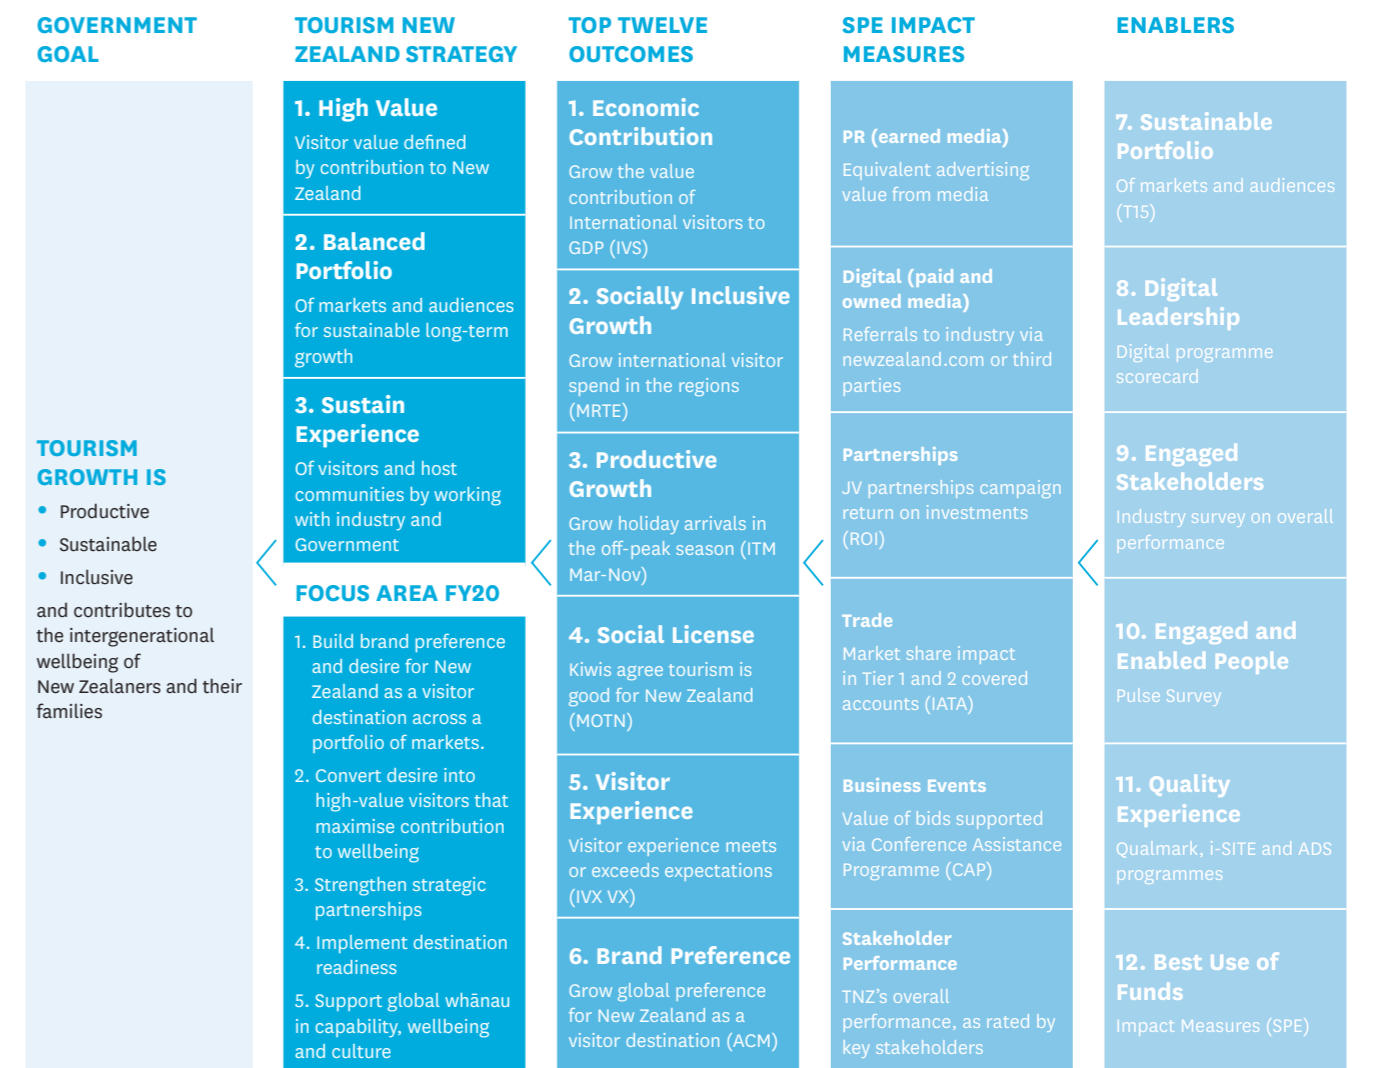 GOVERNMENT
GOAL
TOURISM
GROWTH IS
• Productive
• Sustainable
• Inclusive
and contributes to
the intergenerational
wellbeing of
New Zealaners and their
families
TOURISM NEW
ZEALAND STRATEGY
1. High Value
Visitor value defined
by contribution to New
Zealand
2. Balanced
Portfolio
Of markets and audiences
for sustainable long-term
growth
3. Sustain
Experience
Of visitors and host
communities by working
with industry and
Government
FOCUS AREA FY20
1. Build brand preference
and desire for New
Zealand as a visitor
destination across a
portfolio of markets.
2. Convert desire into
high-value visitors that
maximise contribution
to wellbeing
3. Strengthen strategic
partnerships
4. Implement destination
readiness
5. Support global whānau
in capability, wellbeing
and culture
TOP TWELVE
OUTCOMES
1. Economic
Contribution
Grow the value
contribution of
International visitors to
GDP (IVS)
2. Socially Inclusive
Growth
Grow international visitor
spend in the regions
(MRTE)
3. Productive
Growth
Grow holiday arrivals in
the off-peak season (ITM
Mar-Nov)
4. Social License
Kiwis agree tourism is
good for New Zealand
(MOTN)
5. Visitor
Experience
Visitor experience meets
or exceeds expectations
(IVX VX)
6. Brand Preference
Grow global preference
for New Zealand as a
visitor destination (ACM)
SPE IMPACT
MEASURES
PR (earned media)
Equivalent advertising
value from media
Digital (paid and
owned media)
Referrals to industry via
newzealand.com or third
parties
Partnerships
JV partnerships campaign
return on investments
(ROI)
Trade
Market share impact
in Tier 1 and 2 covered
accounts (IATA)
Business Events
Value of bids supported
via Conference Assistance
Programme (CAP)
Stakeholder
Performance
TNZ's overall
performance, as rated by
key stakeholders
ENABLERS
7. Sustainable
Portfolio
Of markets and audiences
(T15)
8. Digital
Leadership
Digital programme
scorecard
9. Engaged
Stakeholders
Industry survey on overall
performance
10. Engaged and
Enabled People
Pulse Survey
11. Quality
Experience
Qualmark, i-SITE and ADS
programmes
12. Best Use of
Funds
Impact Measures (SPE)